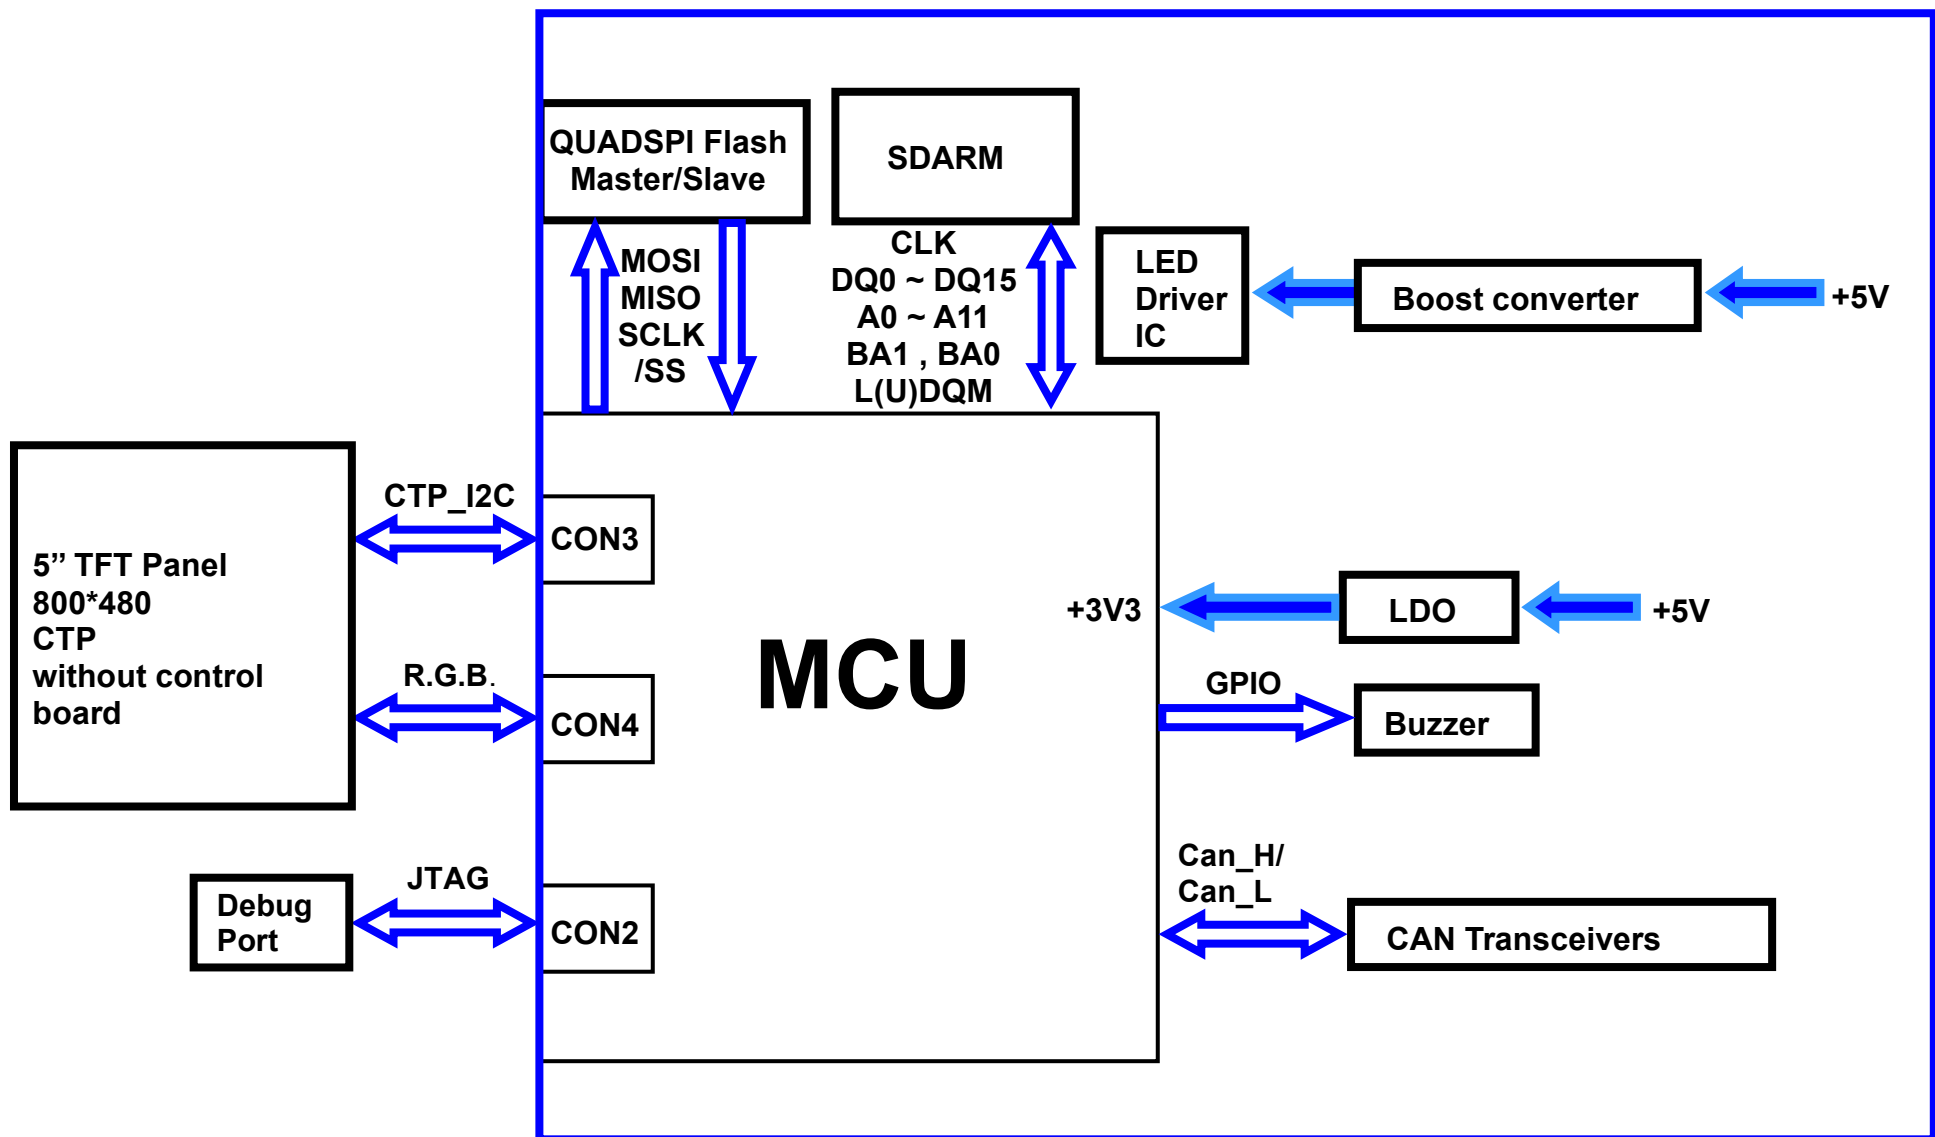 QUADSPI Flash
Master/Slave
SDARM
MOSI
MISO
SCLK
/SS
CLK
DQ0 ~ DQ15
A0 ~ A11
BA1 , BA0
L(U)DQM
LED
Driver
IC
Boost converter
+5V
5” TFT Panel
800*480
CTP
without control
board
CTP_I2C
CON3
R.G.B.
CON4
MCU
+3V3
LDO
+5V
GPIO
Buzzer
Debug
Port
JTAG
CON2
Can_H/
Can_L
CAN Transceivers